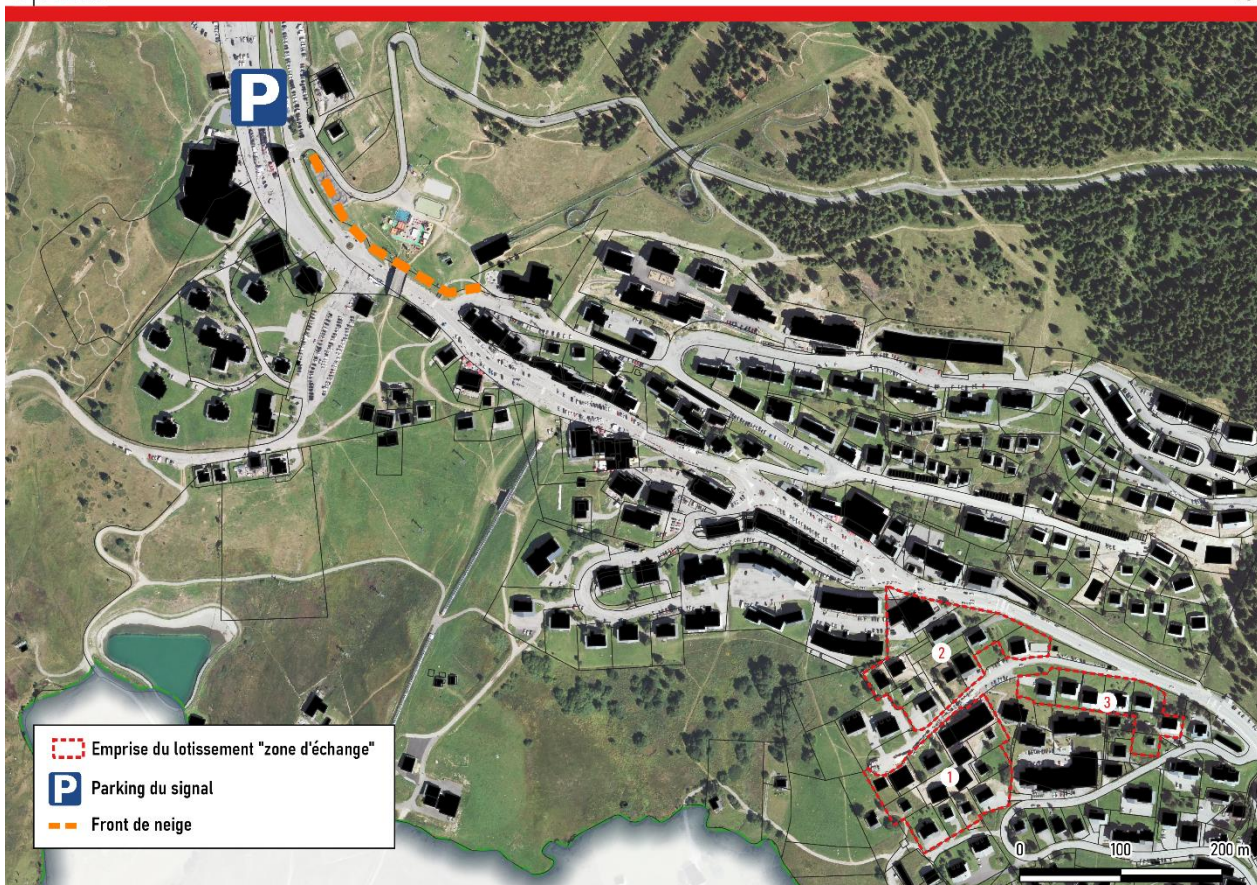 P
2
3
1
Emprise du lotissement "zone d'échange"
P Parking du signal
Front de neige
0 100 200 m